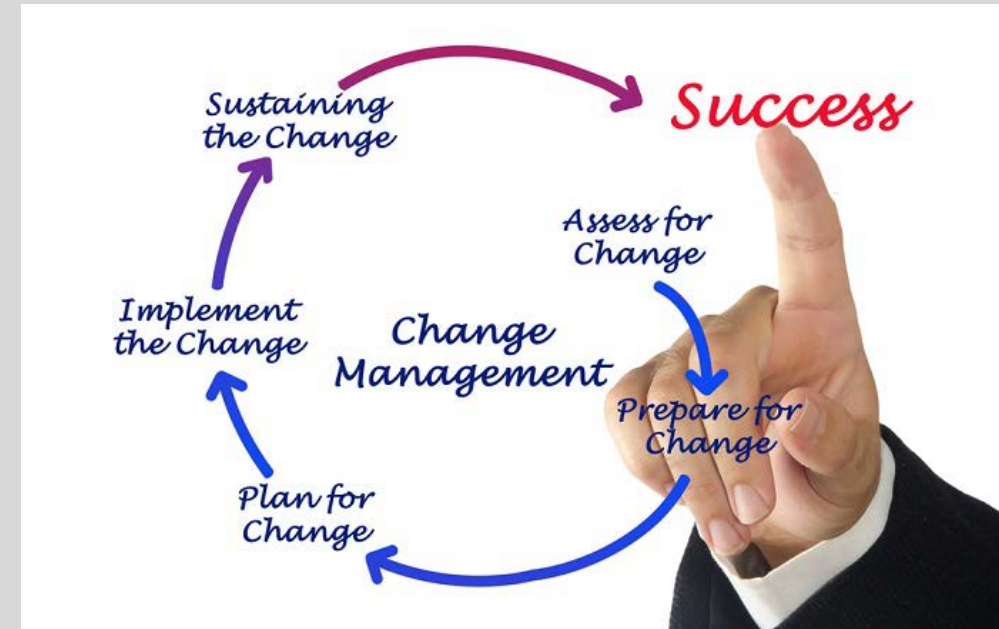 Success
Assess for
Change
Prepare for
Change
Plan for
Change
Implement
the Change
Sustaining
the Change
Change
Management